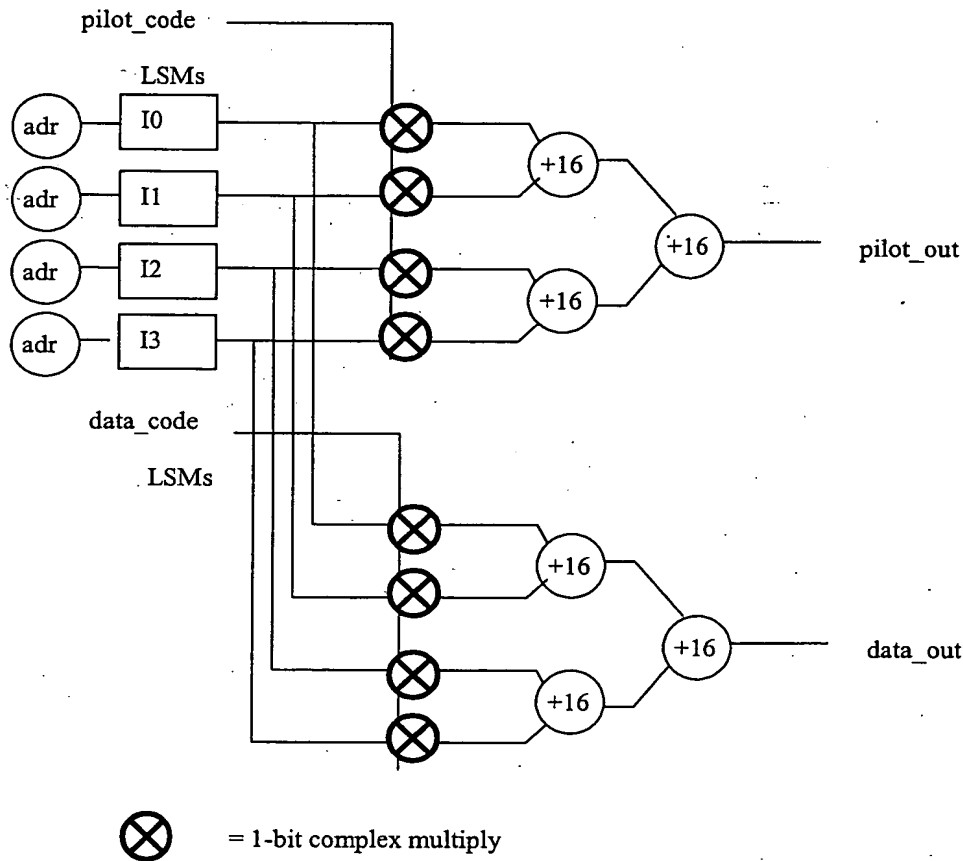 pilot_code
LSMs
adr I0
adr I1
adr I2
adr I3
+16
+16
+16
pilot_out
data_code
LSMs
+16
+16
+16
data_out
= 1-bit complex multiply